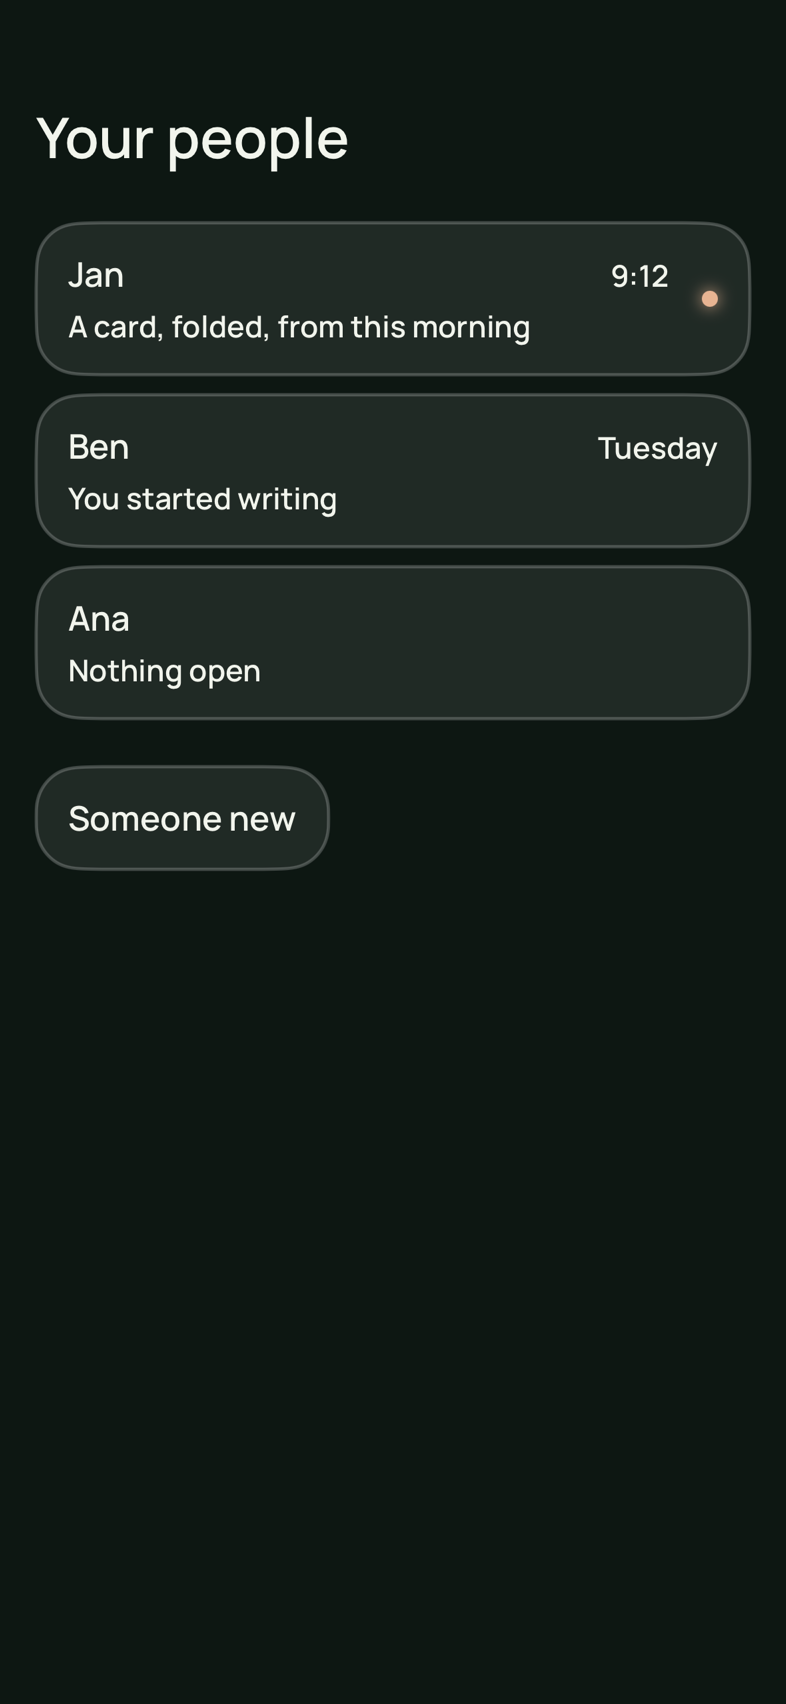 Your people
Jan 9:12
A card, folded, from this morning
Ben Tuesday
You started writing
Ana
Nothing open
Someone new